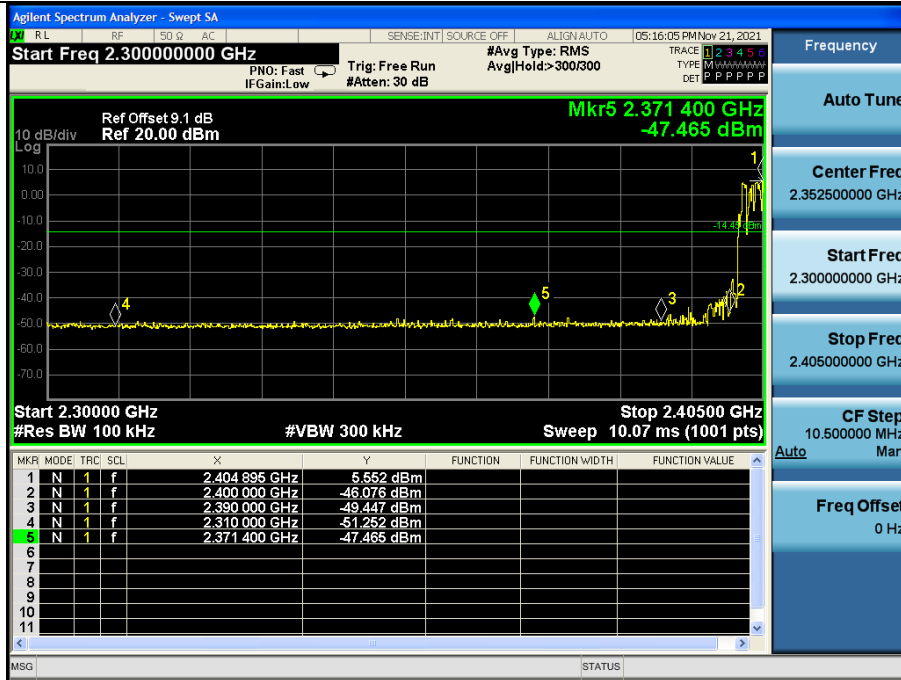 Agilent Spectrum Analyzer - Swept SA
LXI RL RF 50 Ω AC SENSE:INT SOURCE OFF ALIGN AUTO 05:16:05 PM Nov 21, 2021
Start Freq 2.300000000 GHz
PNO: Fast
IFGain:Low
Trig: Free Run
#Atten: 30 dB
#Avg Type: RMS
Avg|Hold:>300/300
TRACE 1 2 3 4 5 6
TYPE M W W W W W
DET P P P P P P
Mkr5 2.371 400 GHz
-47.465 dBm
Ref Offset 9.1 dB
10 dB/div Ref 20.00 dBm
Log
10.0
0.00
-10.0
-20.0
-30.0
-40.0
-50.0
-60.0
-70.0
1
-14.45 dBm
4
5
3
2
Start 2.30000 GHz Stop 2.40500 GHz
#Res BW 100 kHz #VBW 300 kHz Sweep 10.07 ms (1001 pts)
MKR MODE TRC SCL X Y FUNCTION FUNCTION WIDTH FUNCTION VALUE
1 N 1 f 2.404 895 GHz 5.552 dBm
2 N 1 f 2.400 000 GHz -46.076 dBm
3 N 1 f 2.390 000 GHz -49.447 dBm
4 N 1 f 2.310 000 GHz -51.252 dBm
5 N 1 f 2.371 400 GHz -47.465 dBm
6
7
8
9
10
11
MSG STATUS
Frequency
Auto Tune
Center Freq
2.352500000 GHz
Start Freq
2.300000000 GHz
Stop Freq
2.405000000 GHz
CF Step
10.500000 MHz
Auto Man
Freq Offset
0 Hz